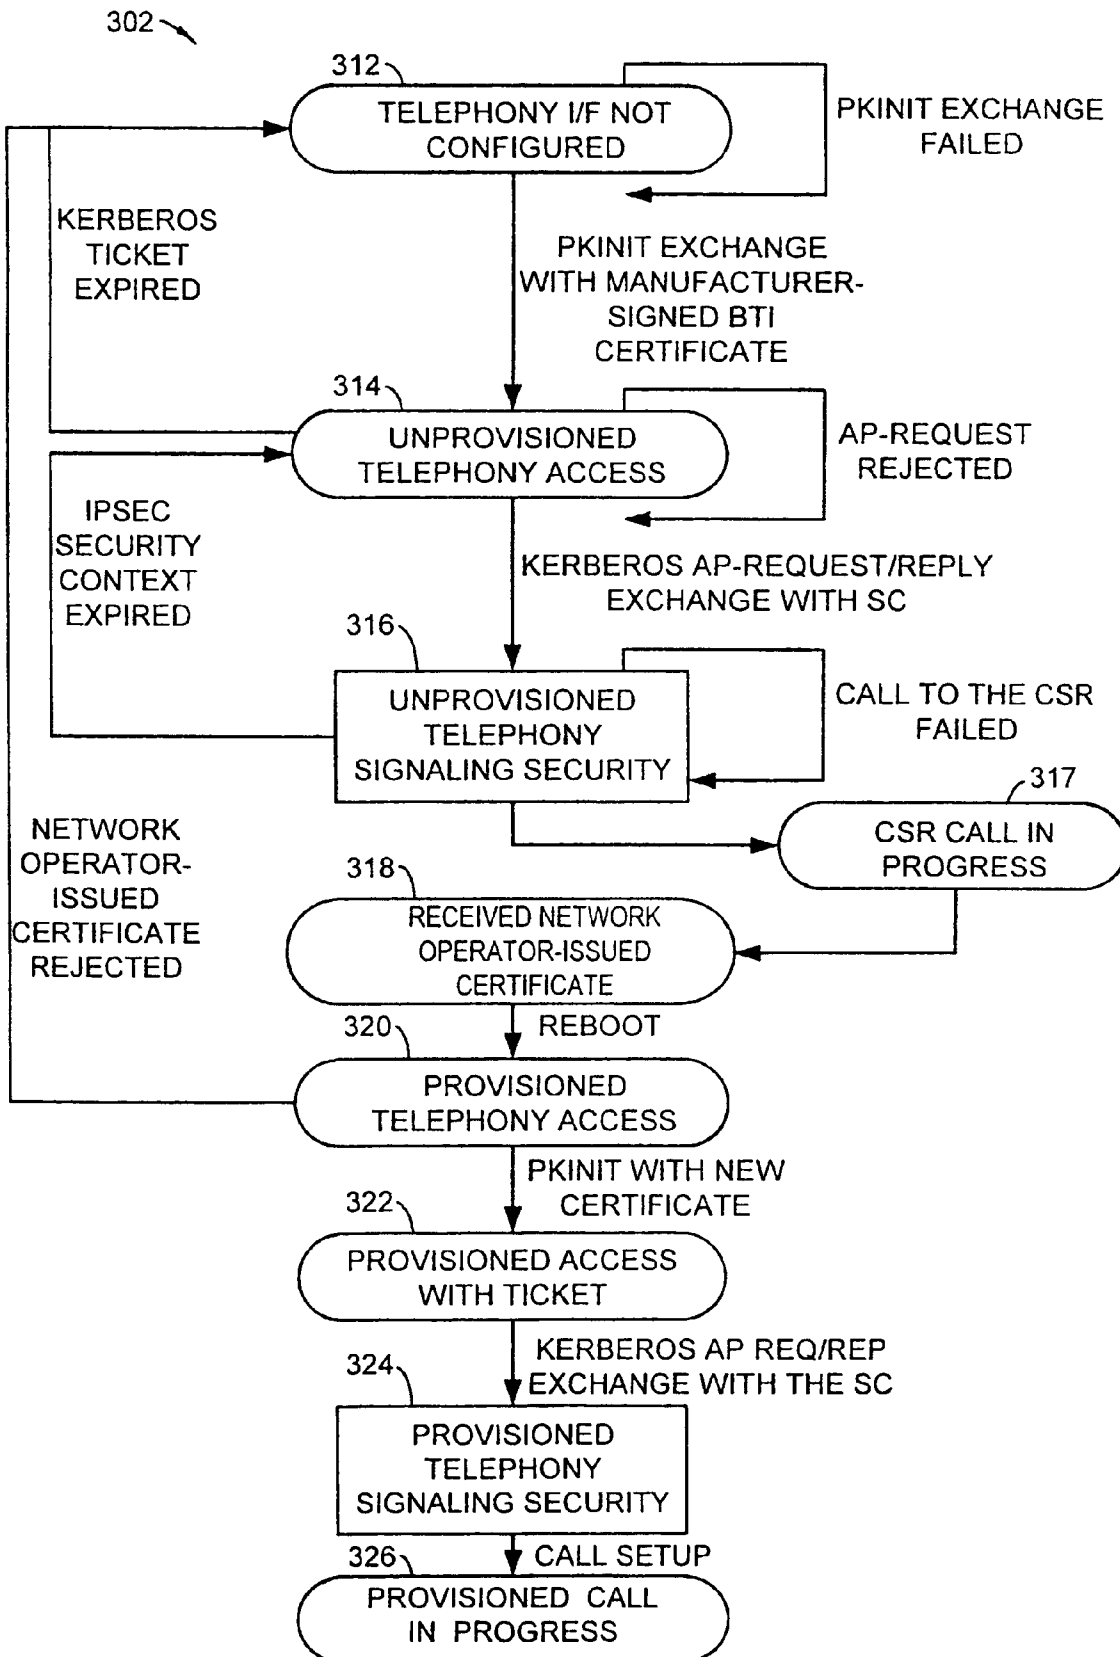 302
312
TELEPHONY I/F NOT
CONFIGURED
PKINIT EXCHANGE
FAILED
KERBEROS
TICKET
EXPIRED
PKINIT EXCHANGE
WITH MANUFACTURER-
SIGNED BTI
CERTIFICATE
314
UNPROVISIONED
TELEPHONY ACCESS
AP-REQUEST
REJECTED
IPSEC
SECURITY
CONTEXT
EXPIRED
KERBEROS AP-REQUEST/REPLY
EXCHANGE WITH SC
316
UNPROVISIONED
TELEPHONY
SIGNALING SECURITY
CALL TO THE CSR
FAILED
317
CSR CALL IN
PROGRESS
NETWORK
OPERATOR-
ISSUED
CERTIFICATE
REJECTED
318
RECEIVED NETWORK
OPERATOR-ISSUED
CERTIFICATE
REBOOT
320
PROVISIONED
TELEPHONY ACCESS
PKINIT WITH NEW
CERTIFICATE
322
PROVISIONED ACCESS
WITH TICKET
KERBEROS AP REQ/REP
EXCHANGE WITH THE SC
324
PROVISIONED
TELEPHONY
SIGNALING SECURITY
CALL SETUP
326
PROVISIONED CALL
IN PROGRESS